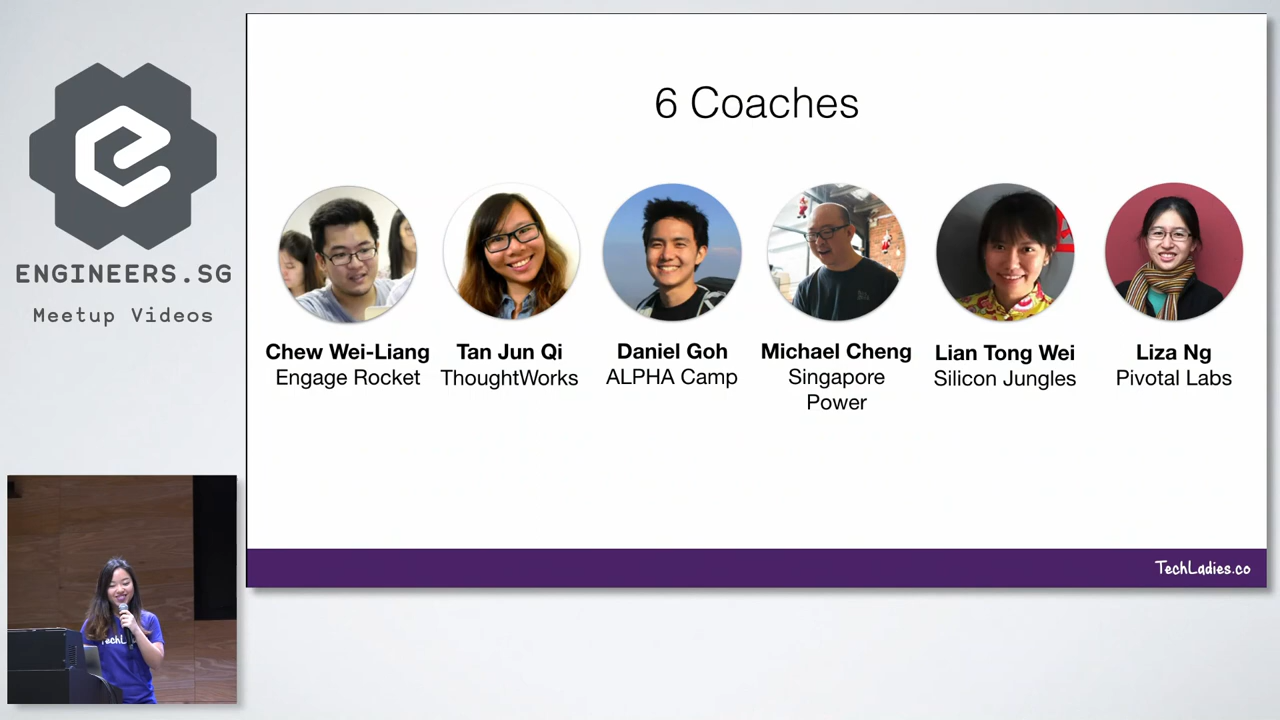 ENGINEERS.SG
Meetup Videos
6 Coaches
Chew Wei-Liang
Engage Rocket
Tan Jun Qi
ThoughtWorks
Daniel Goh
ALPHA Camp
Michael Cheng
Singapore
Power
Lian Tong Wei
Silicon Jungles
Liza Ng
Pivotal Labs
TechLadies.co